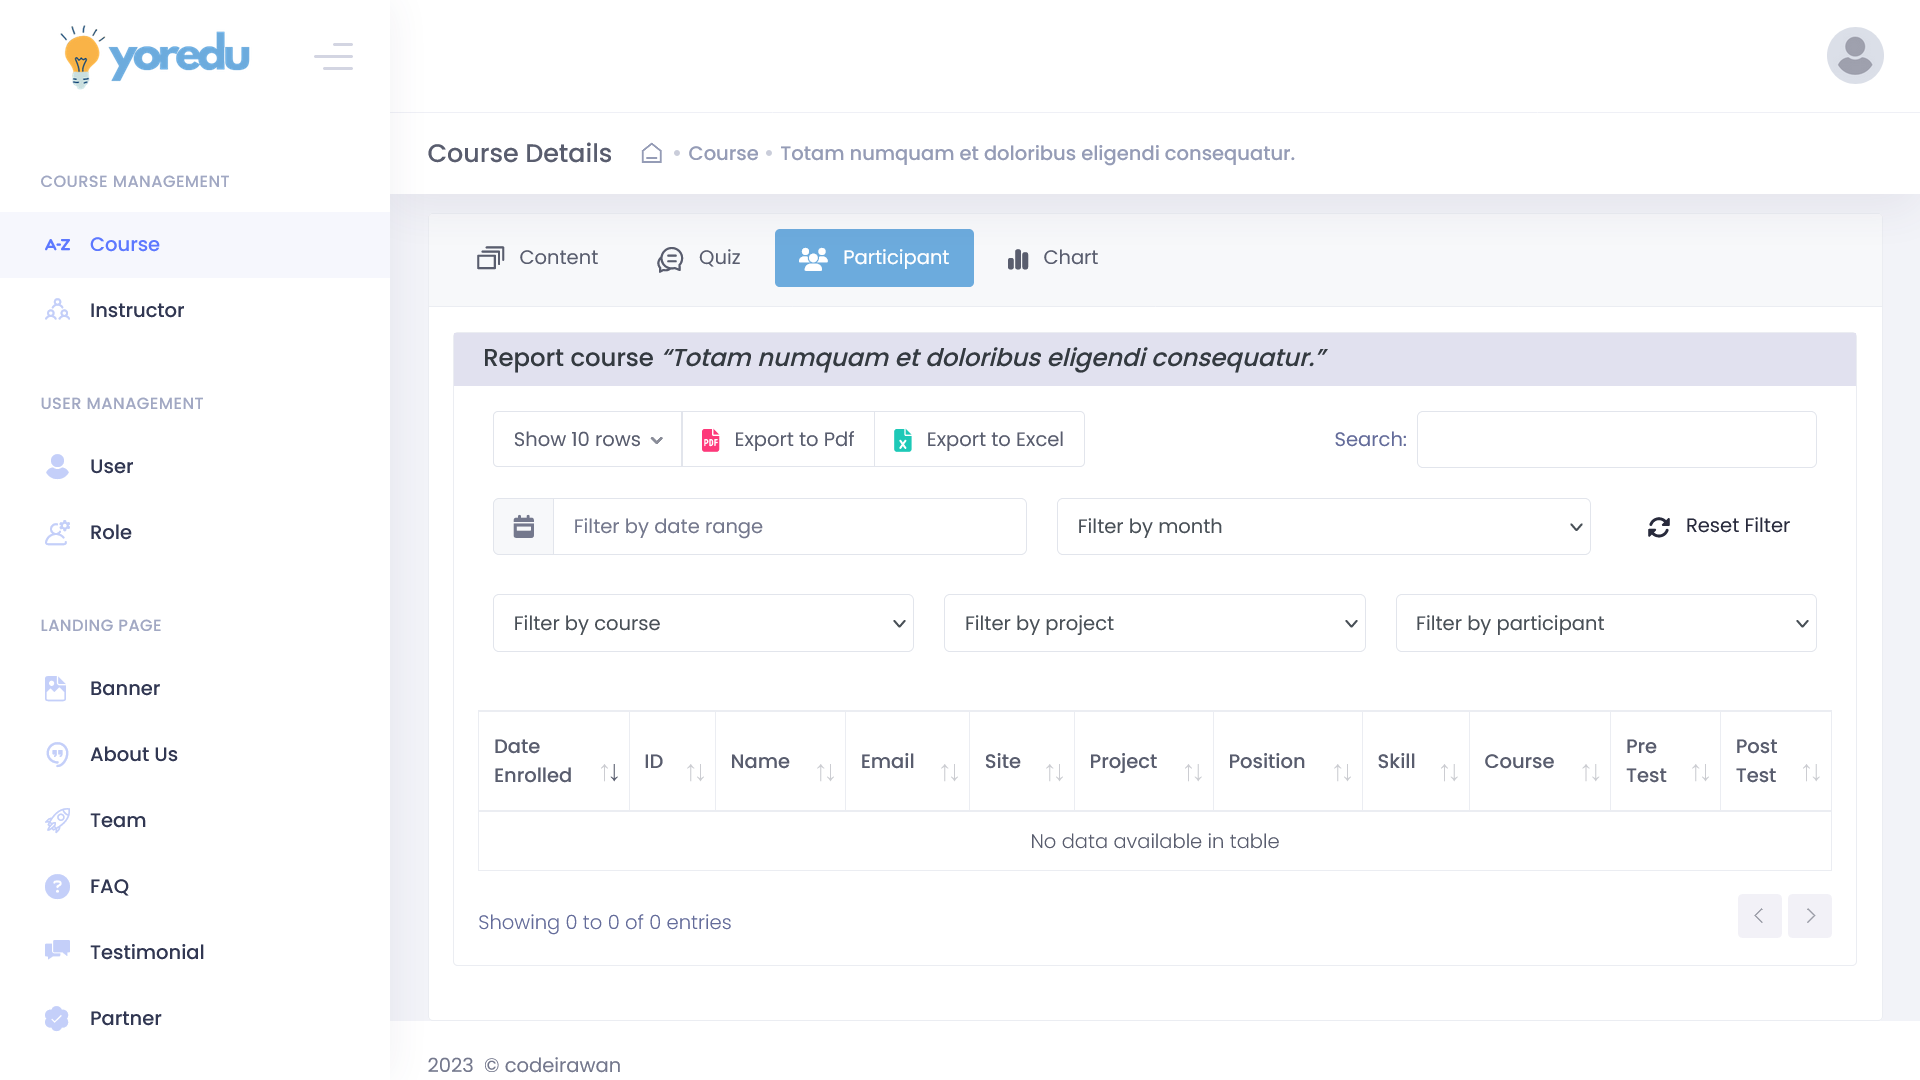 yoredu
Course Details
Course • Totam numquam et doloribus eligendi consequatur.
COURSE MANAGEMENT
A-Z Course
Instructor
USER MANAGEMENT
User
Role
LANDING PAGE
Banner
About Us
Team
FAQ
Testimonial
Partner
Content
Quiz
Participant
Chart
Report course “Totam numquam et doloribus eligendi consequatur.”
Show 10 rows
PDF Export to Pdf
X Export to Excel
Search:
Filter by date range
Filter by month
Reset Filter
Filter by course
Filter by project
Filter by participant
Date Enrolled
ID
Name
Email
Site
Project
Position
Skill
Course
Pre Test
Post Test
No data available in table
Showing 0 to 0 of 0 entries
2023 © codeirawan